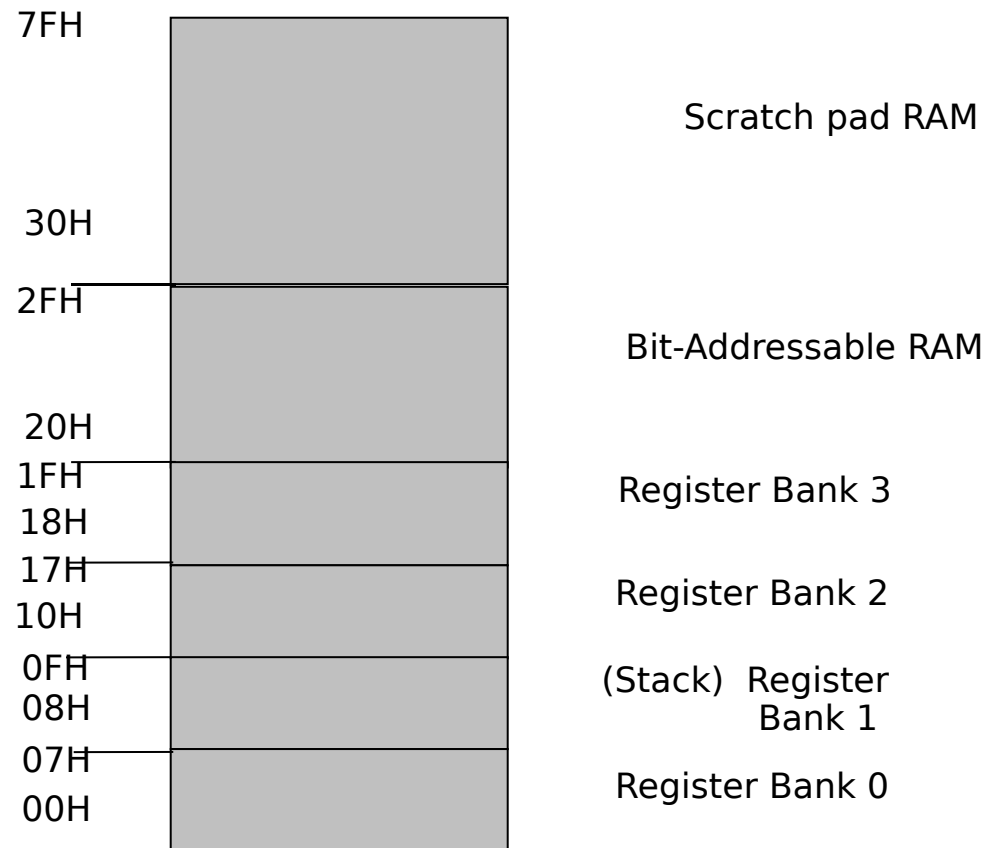 7FH
Scratch pad RAM
30H
2FH
Bit-Addressable RAM
20H
1FH
Register Bank 3
18H
17H
Register Bank 2
10H
0FH
(Stack) Register
08H
Bank 1
07H
Register Bank 0
00H